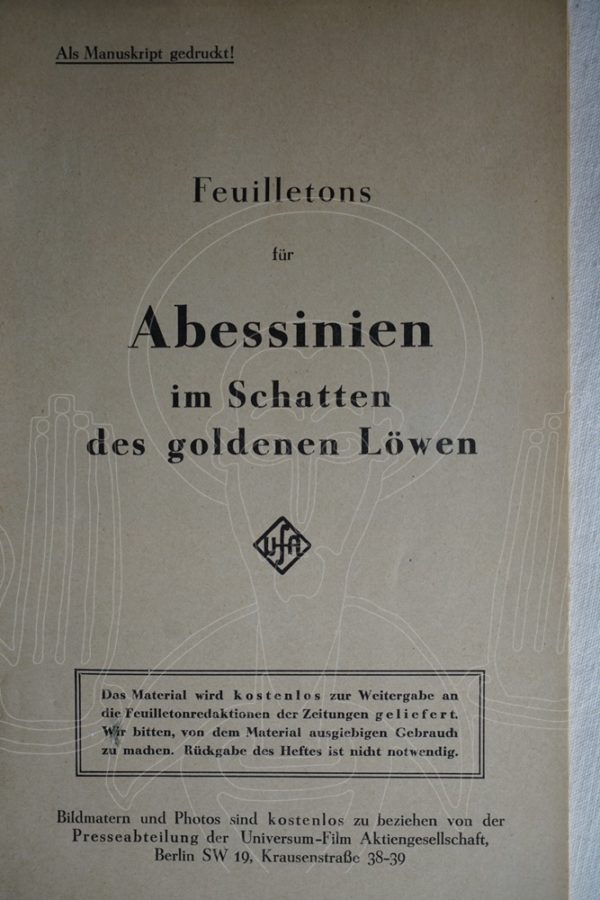 Als Manuskript gedruckt!
Feuilletons
für
Abessinien
im Schatten
des goldenen Löwen
UfA
Das Material wird kostenlos zur Weitergabe an
die Feuilletonredaktionen der Zeitungen geliefert.
Wir bitten, von dem Material ausgiebigen Gebrauch
zu machen. Rückgabe des Heftes ist nicht notwendig.
Bildmatern und Photos sind kostenlos zu beziehen von der
Presseabteilung der Universum-Film Aktiengesellschaft,
Berlin SW 19, Krausenstraße 38-39